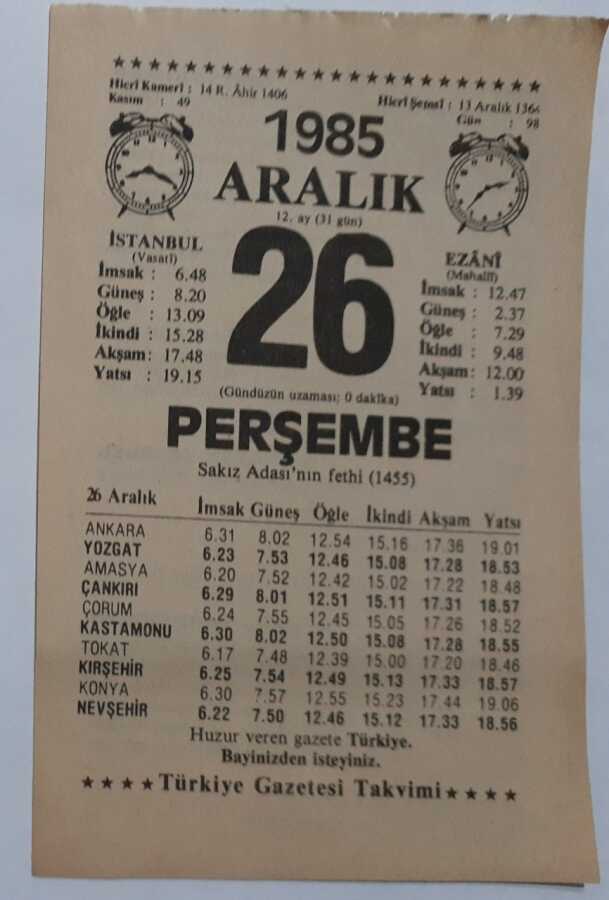 Hicrî Kamerî : 14 R. Âhir 1406
Kasım : 49
Hicrî Şemsî : 13 Aralık 1364
Gün : 98
1985
ARALIK
12. ay (31 gün)
26
İSTANBUL
(Vasatî)
İmsak : 6.48
Güneş : 8.20
Öğle : 13.09
İkindi : 15.28
Akşam: 17.48
Yatsı : 19.15
EZÂNÎ
(Mahallî)
İmsak : 12.47
Güneş : 2.37
Öğle : 7.29
İkindi : 9.48
Akşam: 12.00
Yatsı : 1.39
(Gündüzün uzaması; 0 dakîka)
PERŞEMBE
Sakız Adası'nın fethi (1455)
26 Aralık İmsak Güneş Öğle İkindi Akşam Yatsı
ANKARA 6.31 8.02 12.54 15.16 17.36 19.01
YOZGAT 6.23 7.53 12.46 15.08 17.28 18.53
AMASYA 6.20 7.52 12.42 15.02 17.22 18.48
ÇANKIRI 6.29 8.01 12.51 15.11 17.31 18.57
ÇORUM 6.24 7.55 12.45 15.05 17.26 18.52
KASTAMONU 6.30 8.02 12.50 15.08 17.28 18.55
TOKAT 6.17 7.48 12.39 15.00 17.20 18.46
KIRŞEHİR 6.25 7.54 12.49 15.13 17.33 18.57
KONYA 6.30 7.57 12.55 15.23 17.44 19.06
NEVŞEHİR 6.22 7.50 12.46 15.12 17.33 18.56
Huzur veren gazete Türkiye.
Bayinizden isteyiniz.
★ ★ ★ ★ Türkiye Gazetesi Takvimi ★ ★ ★ ★